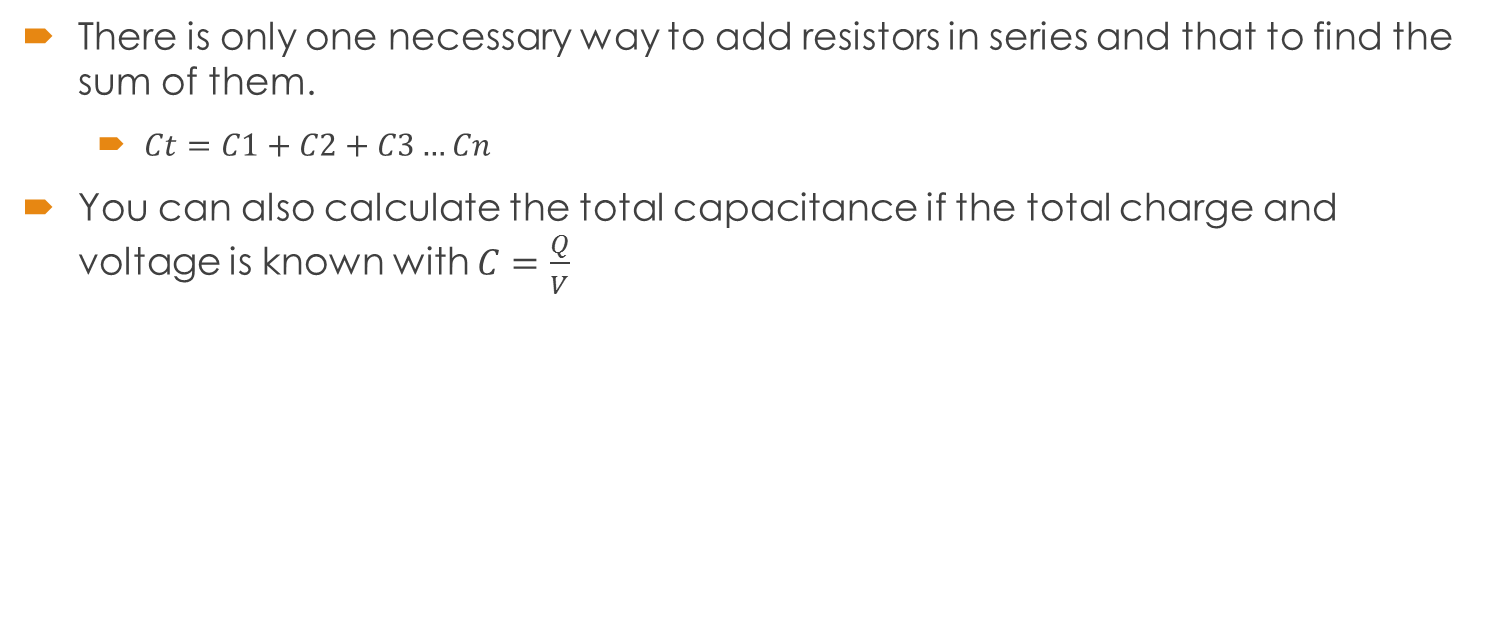 There is only one necessary way to add resistors in series and that to find the
sum of them.
Ct = C1 + C2 + C3 … Cn
You can also calculate the total capacitance if the total charge and
voltage is known with C = Q/V